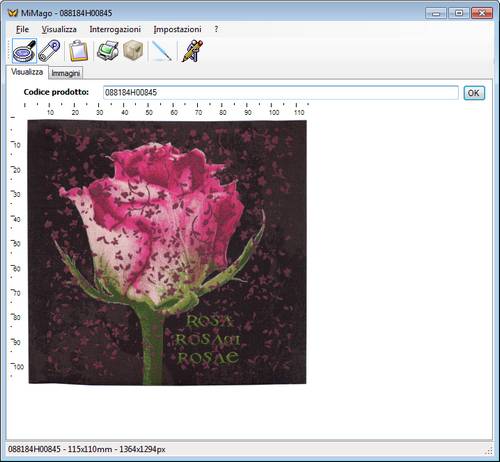 MiMago - 088184H00845
File Visualizza Interrogazioni Impostazioni ?
Visualizza Immagini
Codice prodotto: 088184H00845 OK
10 20 30 40 50 60 70 80 90 100 110
10
20
30
40
50
60
70
80
90
100
ROSA
ROSAM
ROSAE
088184H00845 - 115x110mm - 1364x1294px